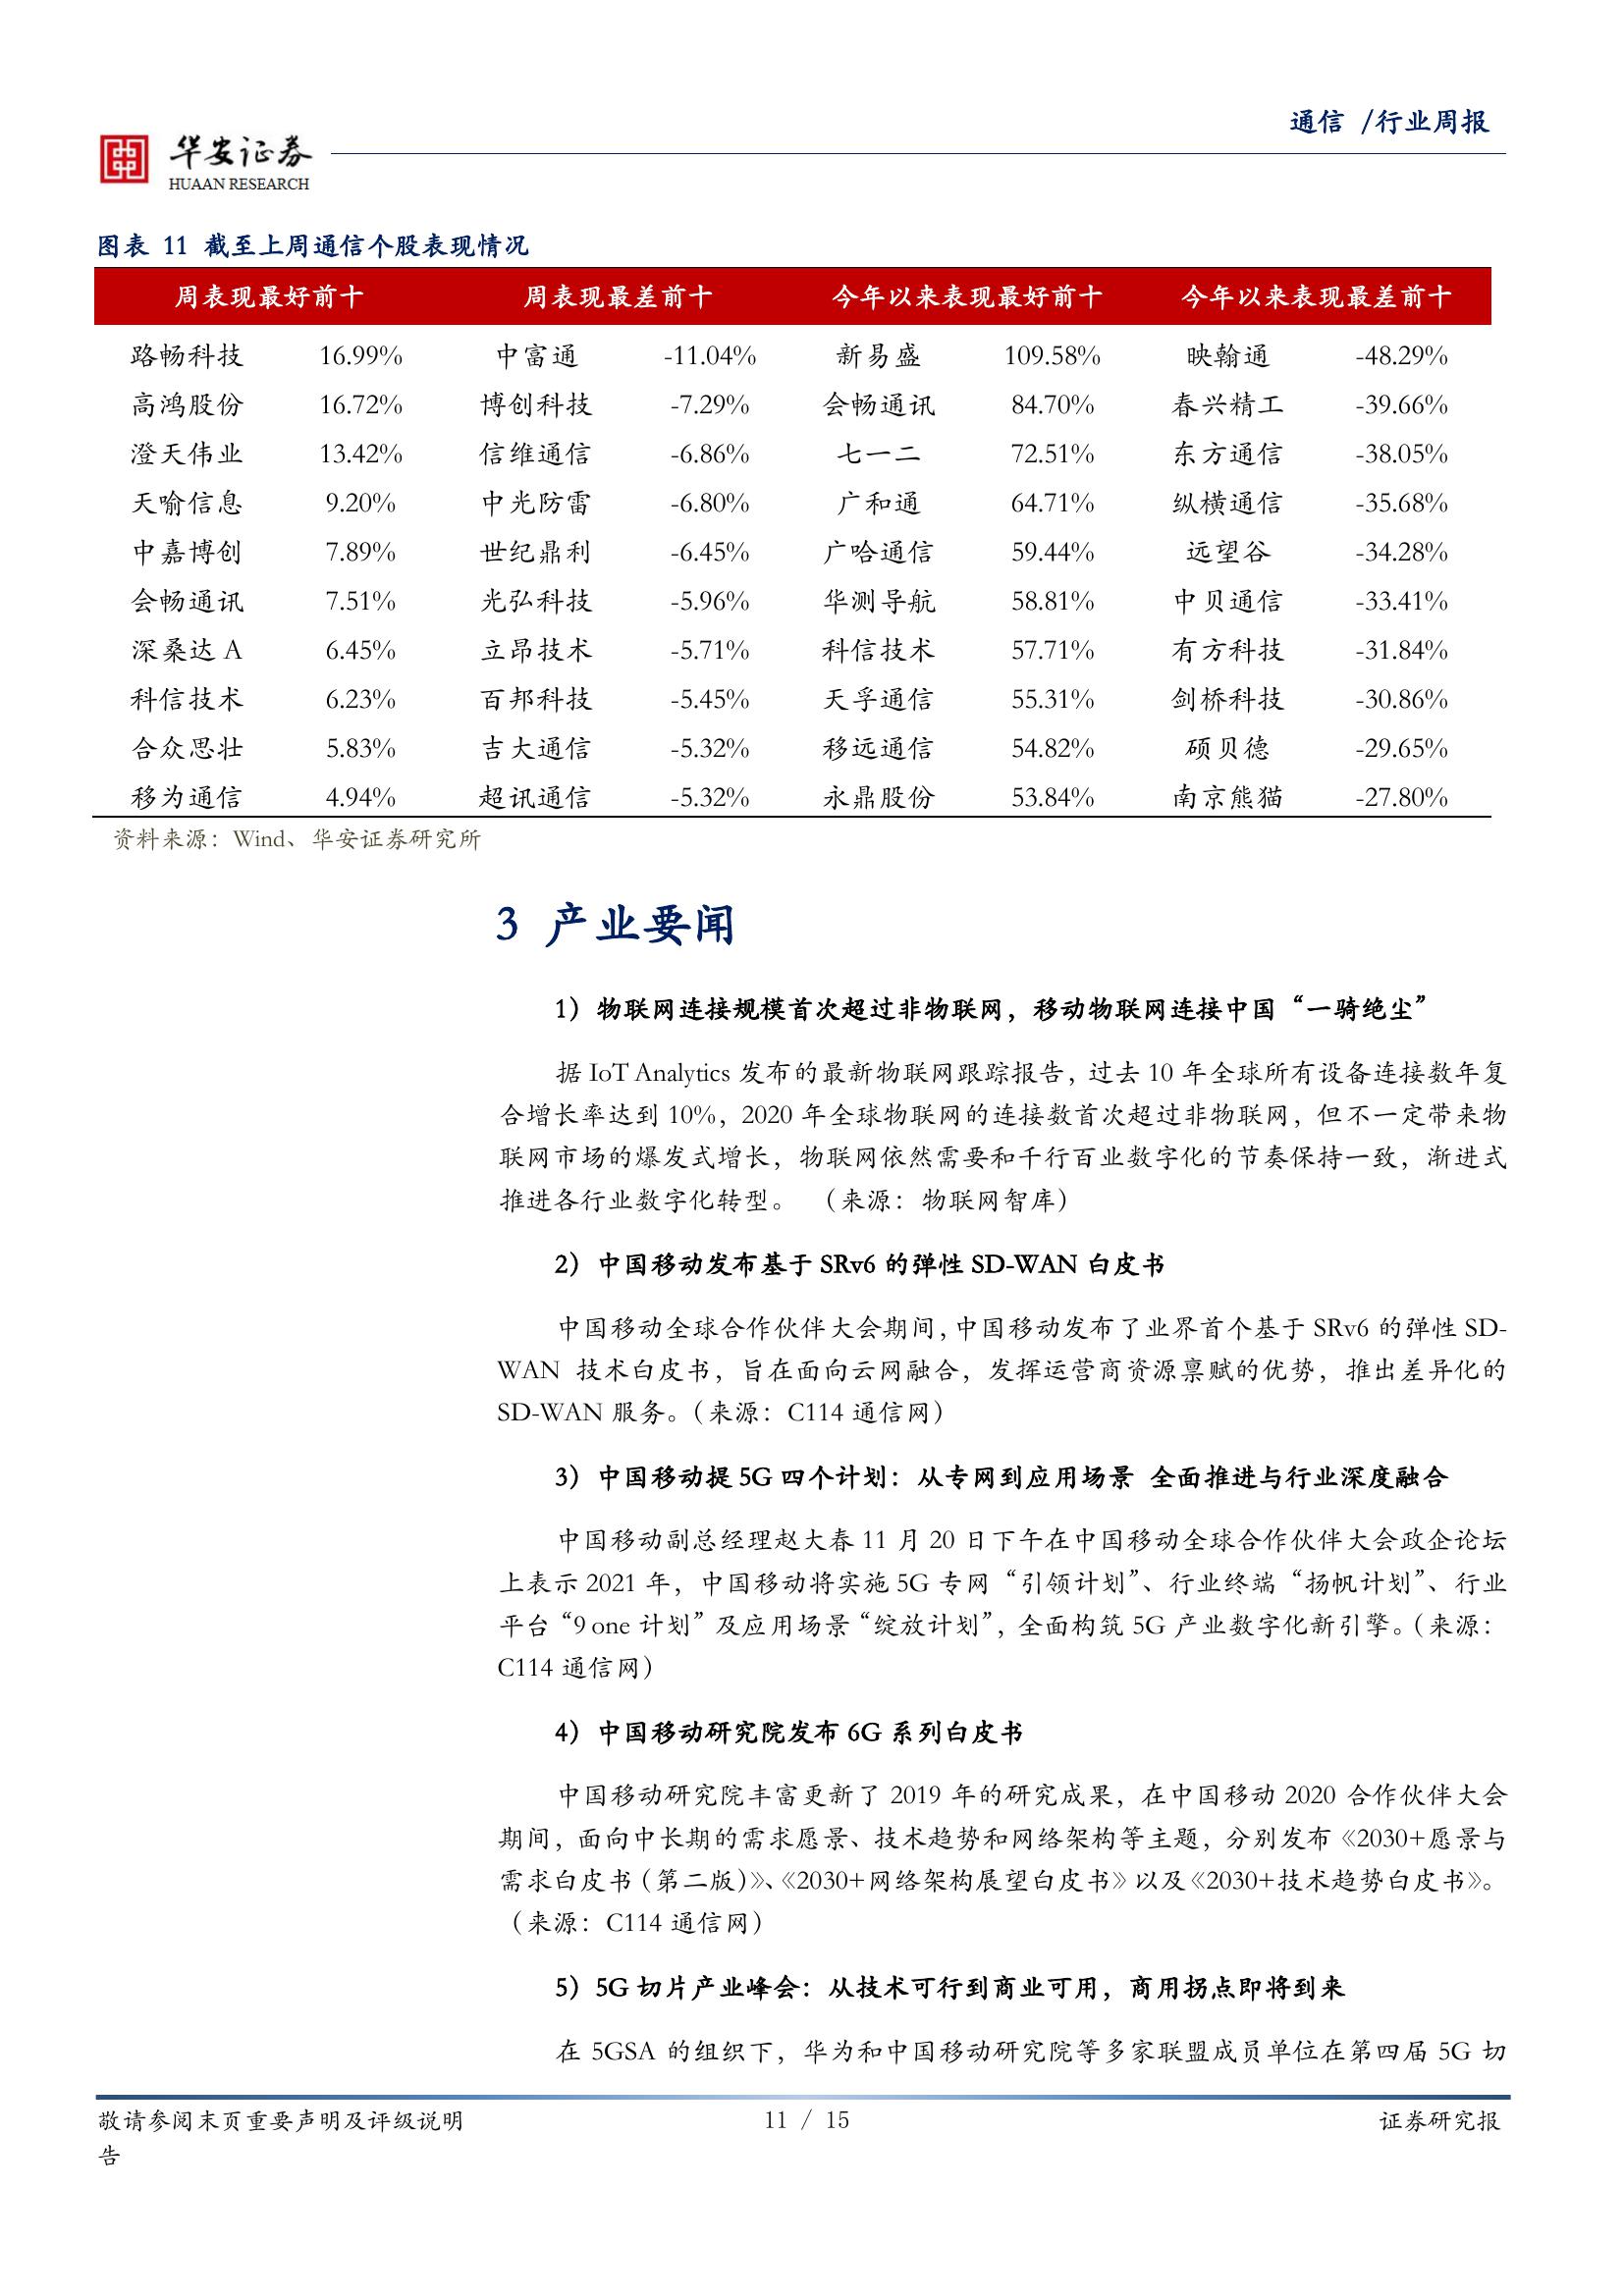 通信 /行业周报
华安证券
HUAAN RESEARCH
图表 11 截至上周通信个股表现情况
周表现最好前十 周表现最差前十 今年以来表现最好前十 今年以来表现最差前十
路畅科技 16.99% 中富通 -11.04% 新易盛 109.58% 映翰通 -48.29%
高鸿股份 16.72% 博创科技 -7.29% 会畅通讯 84.70% 春兴精工 -39.66%
澄天伟业 13.42% 信维通信 -6.86% 七一二 72.51% 东方通信 -38.05%
天喻信息 9.20% 中光防雷 -6.80% 广和通 64.71% 纵横通信 -35.68%
中嘉博创 7.89% 世纪鼎利 -6.45% 广哈通信 59.44% 远望谷 -34.28%
会畅通讯 7.51% 光弘科技 -5.96% 华测导航 58.81% 中贝通信 -33.41%
深桑达 A 6.45% 立昂技术 -5.71% 科信技术 57.71% 有方科技 -31.84%
科信技术 6.23% 百邦科技 -5.45% 天孚通信 55.31% 剑桥科技 -30.86%
合众思壮 5.83% 吉大通信 -5.32% 移远通信 54.82% 硕贝德 -29.65%
移为通信 4.94% 超讯通信 -5.32% 永鼎股份 53.84% 南京熊猫 -27.80%
资料来源：Wind、华安证券研究所
3 产业要闻
1）物联网连接规模首次超过非物联网，移动物联网连接中国“一骑绝尘”
据 IoT Analytics 发布的最新物联网跟踪报告，过去 10 年全球所有设备连接数年复
合增长率达到 10%，2020 年全球物联网的连接数首次超过非物联网，但不一定带来物
联网市场的爆发式增长，物联网依然需要和千行百业数字化的节奏保持一致，渐进式
推进各行业数字化转型。 （来源：物联网智库）
2）中国移动发布基于 SRv6 的弹性 SD-WAN 白皮书
中国移动全球合作伙伴大会期间，中国移动发布了业界首个基于 SRv6 的弹性 SD-
WAN 技术白皮书，旨在面向云网融合，发挥运营商资源禀赋的优势，推出差异化的
SD-WAN 服务。（来源：C114 通信网）
3）中国移动提 5G 四个计划：从专网到应用场景 全面推进与行业深度融合
中国移动副总经理赵大春 11 月 20 日下午在中国移动全球合作伙伴大会政企论坛
上表示 2021 年，中国移动将实施 5G 专网“引领计划”、行业终端“扬帆计划”、行业
平台“9 one 计划”及应用场景“绽放计划”，全面构筑 5G 产业数字化新引擎。（来源：
C114 通信网）
4）中国移动研究院发布 6G 系列白皮书
中国移动研究院丰富更新了 2019 年的研究成果，在中国移动 2020 合作伙伴大会
期间，面向中长期的需求愿景、技术趋势和网络架构等主题，分别发布《2030+愿景与
需求白皮书（第二版）》、《2030+网络架构展望白皮书》以及《2030+技术趋势白皮书》。
（来源：C114 通信网）
5）5G 切片产业峰会：从技术可行到商业可用，商用拐点即将到来
在 5GSA 的组织下，华为和中国移动研究院等多家联盟成员单位在第四届 5G 切
敬请参阅末页重要声明及评级说明 11 / 15 证券研究报
告